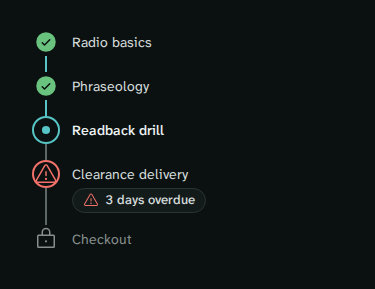 Radio basics
Phraseology
Readback drill
Clearance delivery
3 days overdue
Checkout